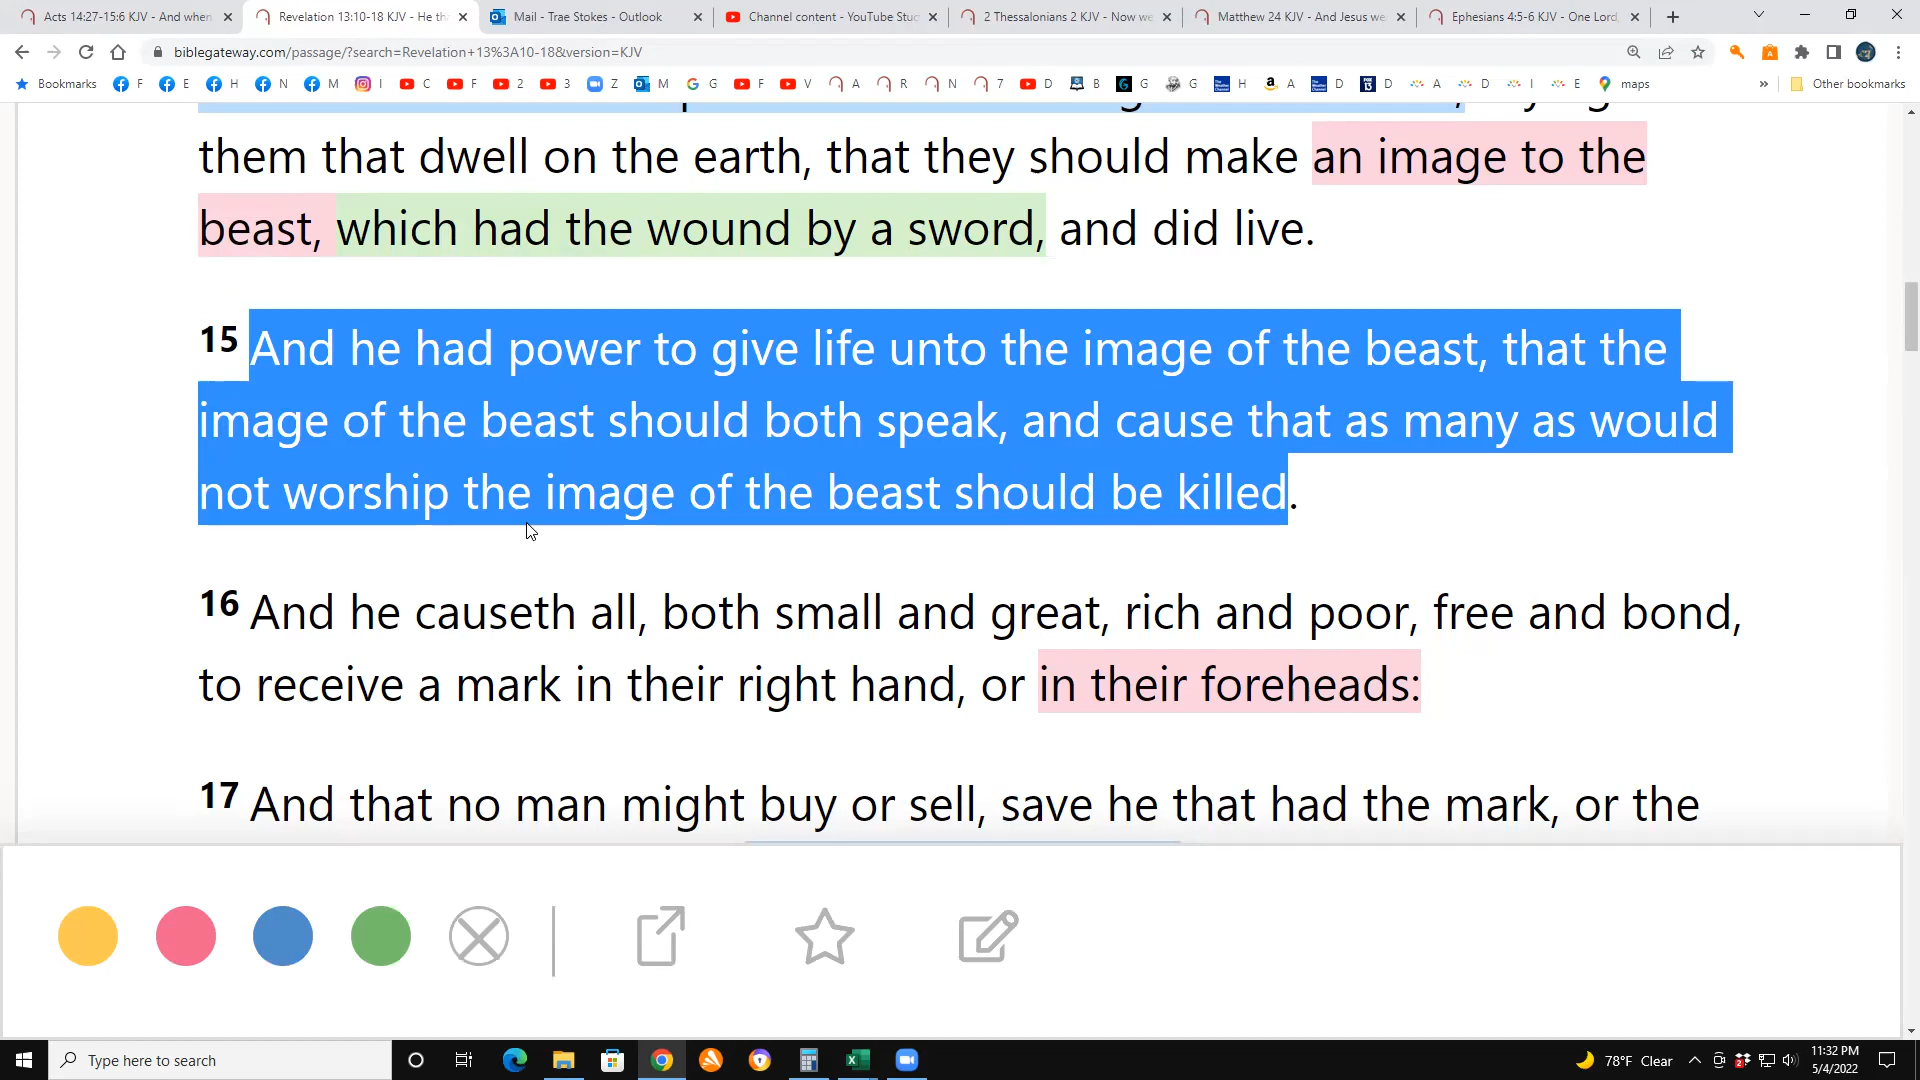 Acts 14:27-15:6 KJV - And when
Revelation 13:10-18 KJV - He tha
Mail - Trae Stokes - Outlook
Channel content - YouTube Stud
2 Thessalonians 2 KJV - Now we
Matthew 24 KJV - And Jesus we
Ephesians 4:5-6 KJV - One Lord,
biblegateway.com/passage/?search=Revelation+13%3A10-18&version=KJV
Bookmarks F E H N M I C F 2 3 Z M G F V A R N 7 D B G G H A D D A D I E maps » Other bookmarks
them that dwell on the earth, that they should make an image to the
beast, which had the wound by a sword, and did live.
15 And he had power to give life unto the image of the beast, that the
image of the beast should both speak, and cause that as many as would
not worship the image of the beast should be killed.
16 And he causeth all, both small and great, rich and poor, free and bond,
to receive a mark in their right hand, or in their foreheads:
17 And that no man might buy or sell, save he that had the mark, or the
Type here to search
78°F Clear
11:32 PM
5/4/2022